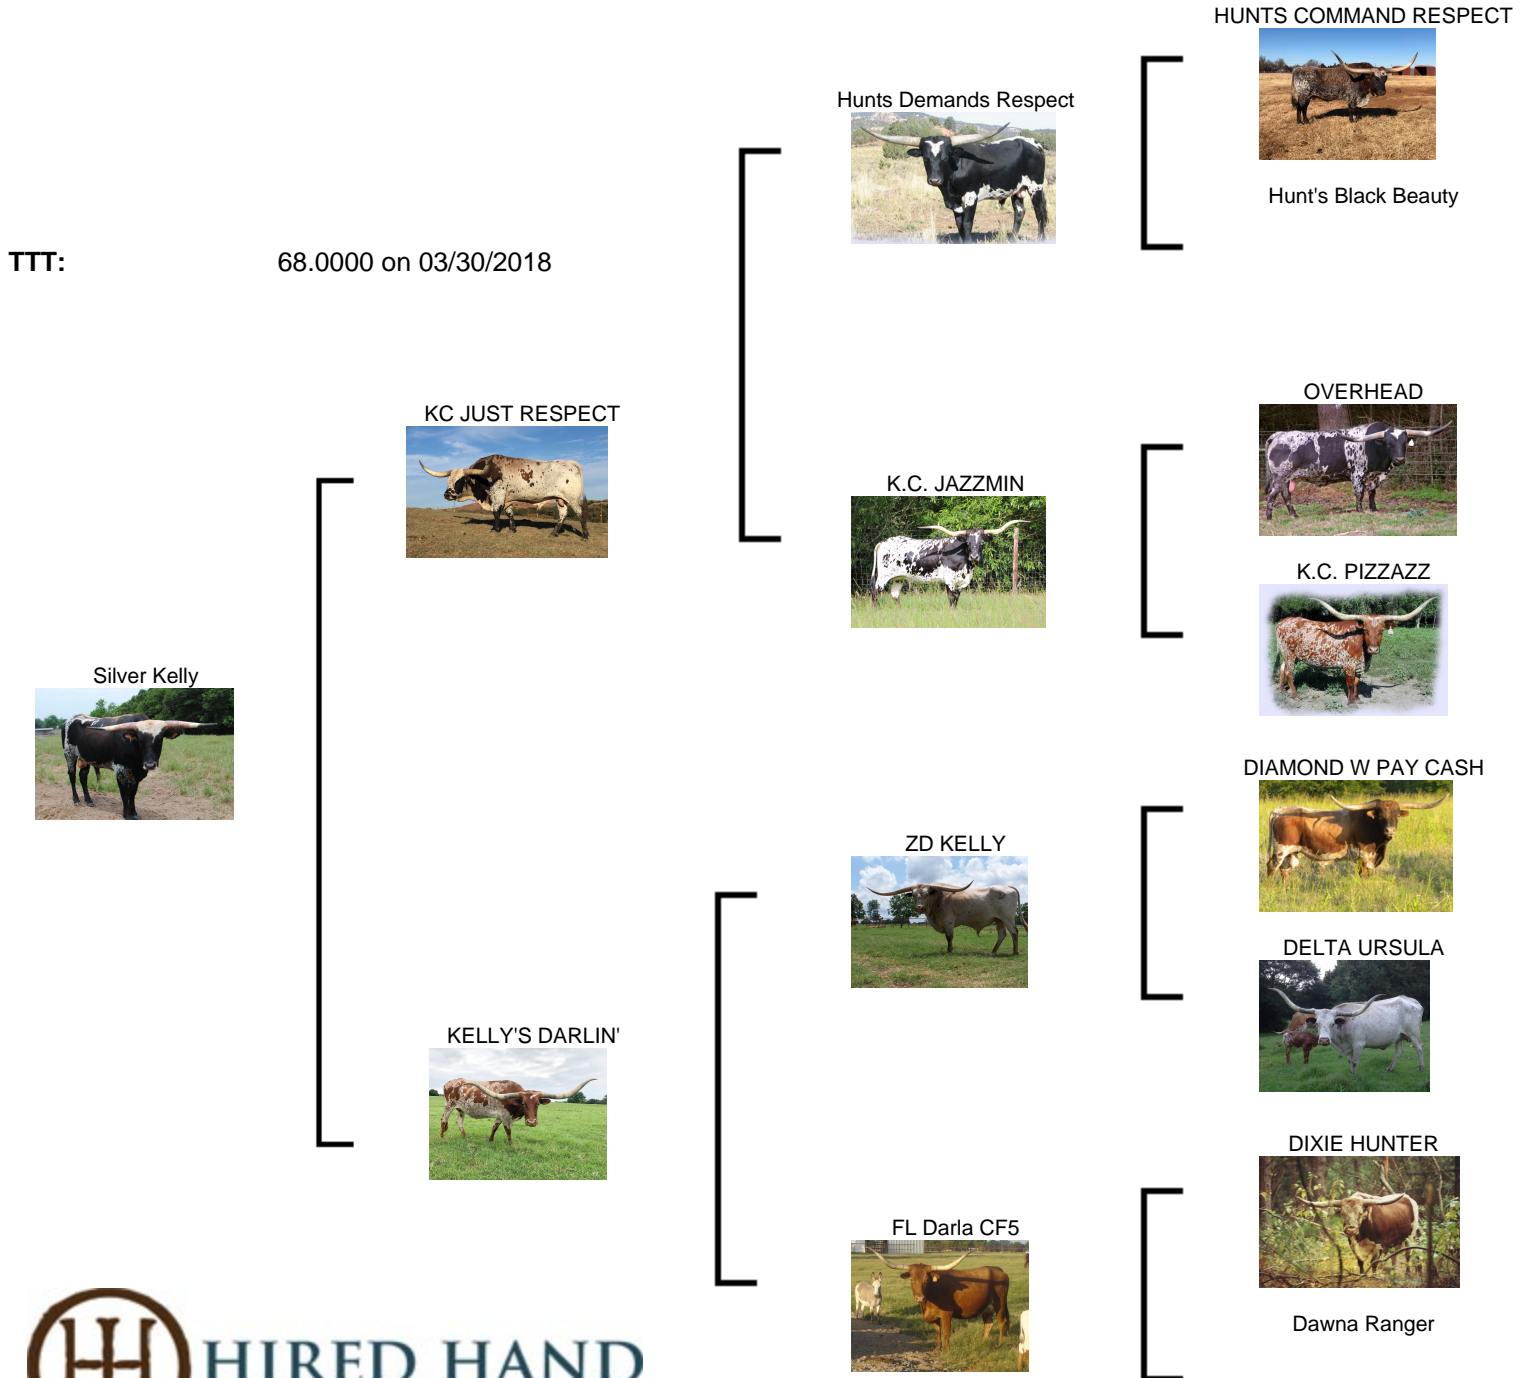 HUNTS COMMAND RESPECT
Hunts Demands Respect
Hunt's Black Beauty
TTT: 68.0000 on 03/30/2018
OVERHEAD
KC JUST RESPECT
K.C. JAZZMIN
K.C. PIZZAZZ
Silver Kelly
DIAMOND W PAY CASH
ZD KELLY
DELTA URSULA
KELLY'S DARLIN'
DIXIE HUNTER
FL Darla CF5
Dawna Ranger
HIRED HAND